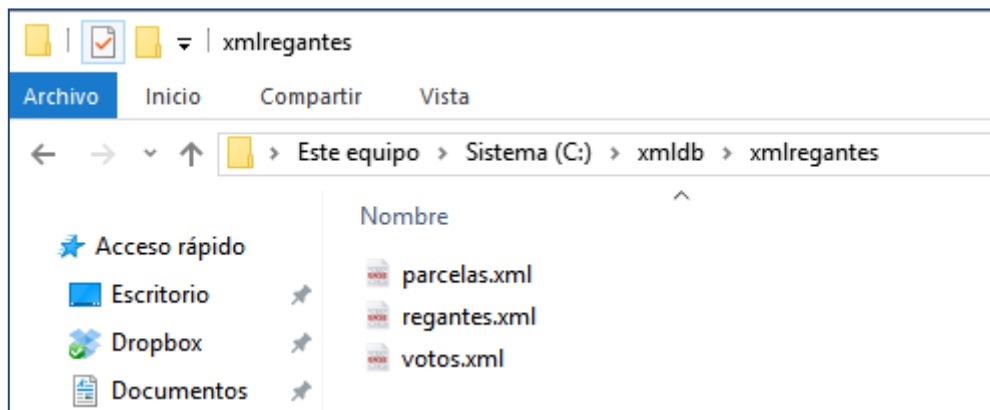 xmlregantes
Archivo Inicio Compartir Vista
Este equipo > Sistema (C:) > xmldb > xmlregantes
Nombre
Acceso rápido
Escritorio
Dropbox
Documentos
parcelas.xml
regantes.xml
votos.xml